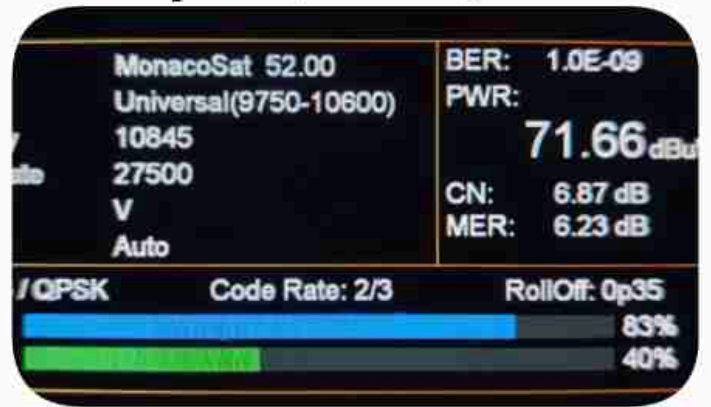 MonacoSat 52.00
Universal(9750-10600)
10845
27500
V
Auto
BER: 1.0E-09
PWR:
71.66 dBu
CN: 6.87 dB
MER: 6.23 dB
/ QPSK Code Rate: 2/3 RollOff: 0p35
83%
40%